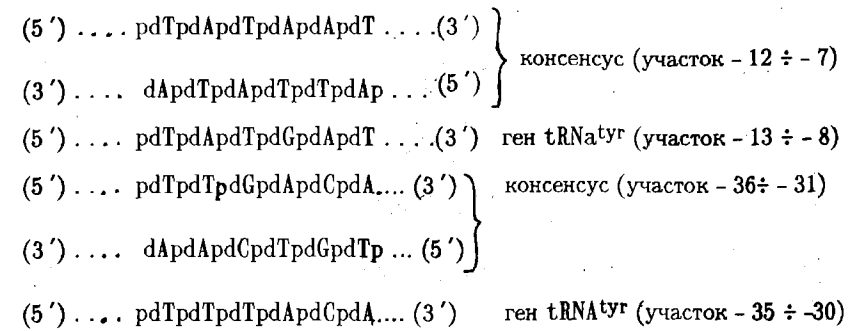 (5′) .... pdTpdApdTpdApdApdT ....(3′)
консенсус (участок – 12 ÷ – 7)
(3′) .... dApdTpdApdTpdTpdAp ... (5′)
(5′) .... pdTpdApdTpdGpdApdT ....(3′) ген tRNatyr (участок – 13 ÷ – 8)
(5′) .... pdTpdTpdGpdApdCpdA.... (3′) консенсус (участок – 36÷ – 31)
(3′) .... dApdApdCpdTpdGpdTp ... (5′)
(5′) .... pdTpdTpdTpdApdCpdA.... (3′) ген tRNAtyr (участок – 35 ÷ –30)